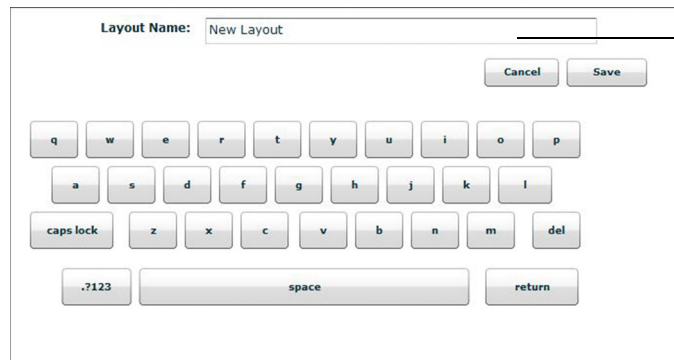 Layout Name: New Layout
Cancel Save
q w e r t y u i o p
a s d f g h j k l
caps lock z x c v b n m del
.?123 space return